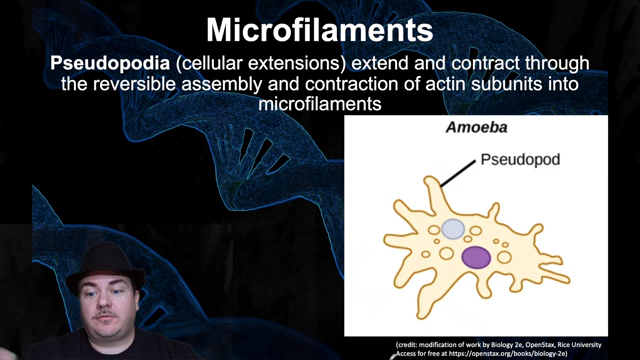 Microfilaments
Pseudopodia (cellular extensions) extend and contract through
the reversible assembly and contraction of actin subunits into
microfilaments
Amoeba
Pseudopod
(credit: modification of work by Biology 2e, OpenStax, Rice University
Access for free at https://openstax.org/books/biology-2e)